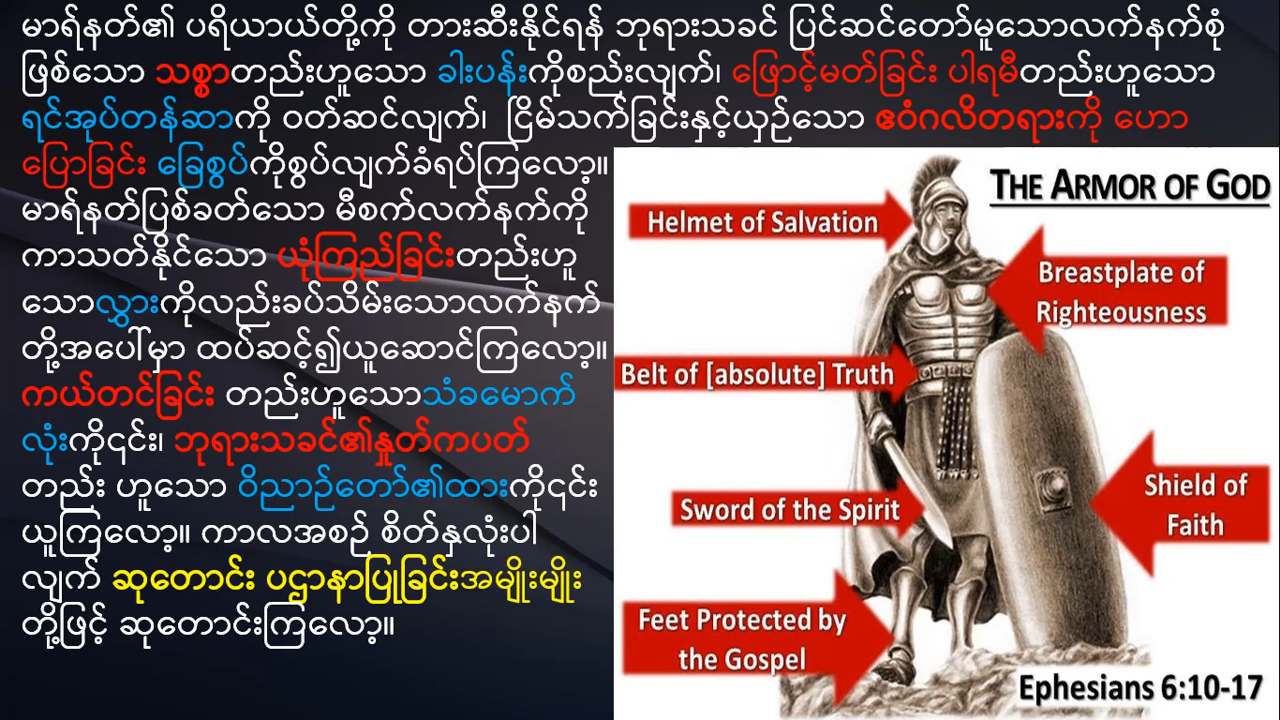 မာရ်နတ်၏ ပရိယာယ်တို့ကို တားဆီးနိုင်ရန် ဘုရားသခင် ပြင်ဆင်တော်မူသောလက်နက်စုံ
ဖြစ်သော သစ္စာတည်းဟူသော ခါးပန်းကိုစည်းလျက်၊ ဖြောင့်မတ်ခြင်း ပါရမီတည်းဟူသော
ရင်အုပ်တန်ဆာကို ဝတ်ဆင်လျက်၊ ငြိမ်သက်ခြင်းနှင့်ယှဉ်သော ဧဝံဂလိတရားကို ဟော
ပြောခြင်း ခြေစွပ်ကိုစွပ်လျက်ခံရပ်ကြလော့။
မာရ်နတ်ပြစ်ခတ်သော မီစက်လက်နက်ကို
ကာသတ်နိုင်သော ယုံကြည်ခြင်းတည်းဟူ
သောလွှားကိုလည်းခပ်သိမ်းသောလက်နက်
တို့အပေါ်မှာ ထပ်ဆင့်၍ယူဆောင်ကြလော့။
ကယ်တင်ခြင်း တည်းဟူသောသံခမောက်
လုံးကို၎င်း၊ ဘုရားသခင်၏နှုတ်ကပတ်
တည်း ဟူသော ဝိညာဉ်တော်၏ထားကို၎င်း
ယူကြလော့။ ကာလအစဉ် စိတ်နှလုံးပါ
လျက် ဆုတောင်း ပဌာနာပြုခြင်းအမျိုးမျိုး
တို့ဖြင့် ဆုတောင်းကြလော့။
THE ARMOR OF GOD
Helmet of Salvation
Breastplate of
Righteousness
Belt of [absolute] Truth
Sword of the Spirit
Shield of
Faith
Feet Protected by
the Gospel
Ephesians 6:10-17